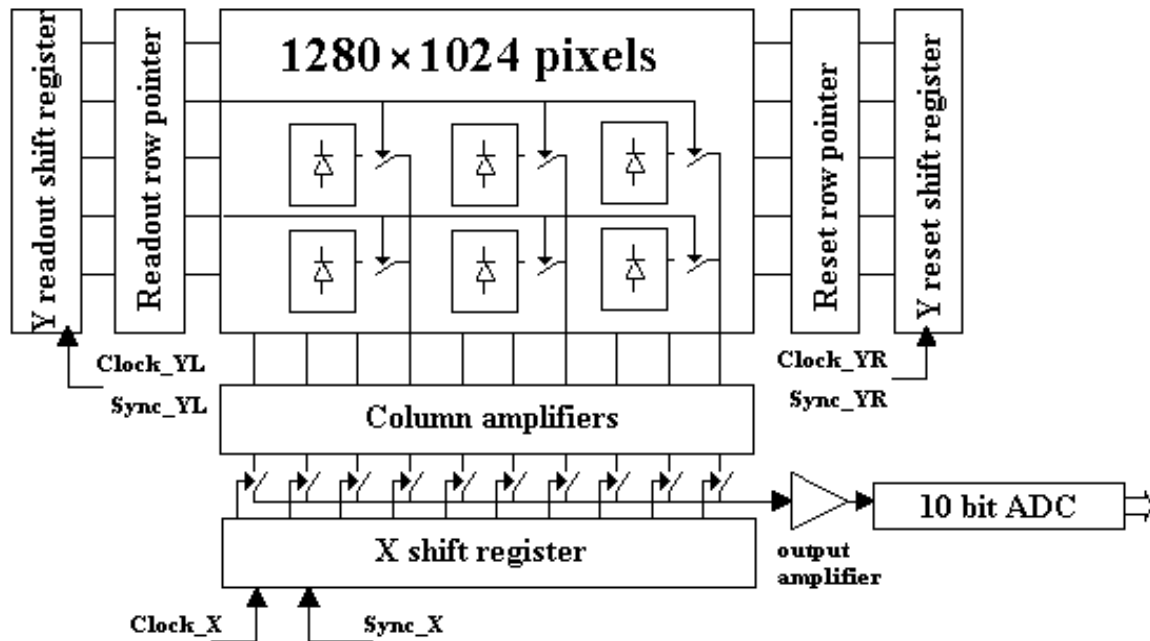 1280×1024 pixels
Y readout shift register
Readout row pointer
Reset row pointer
Y reset shift register
Clock_YL
Sync_YL
Clock_YR
Sync_YR
Column amplifiers
10 bit ADC
X shift register
output
amplifier
Clock_X
Sync_X